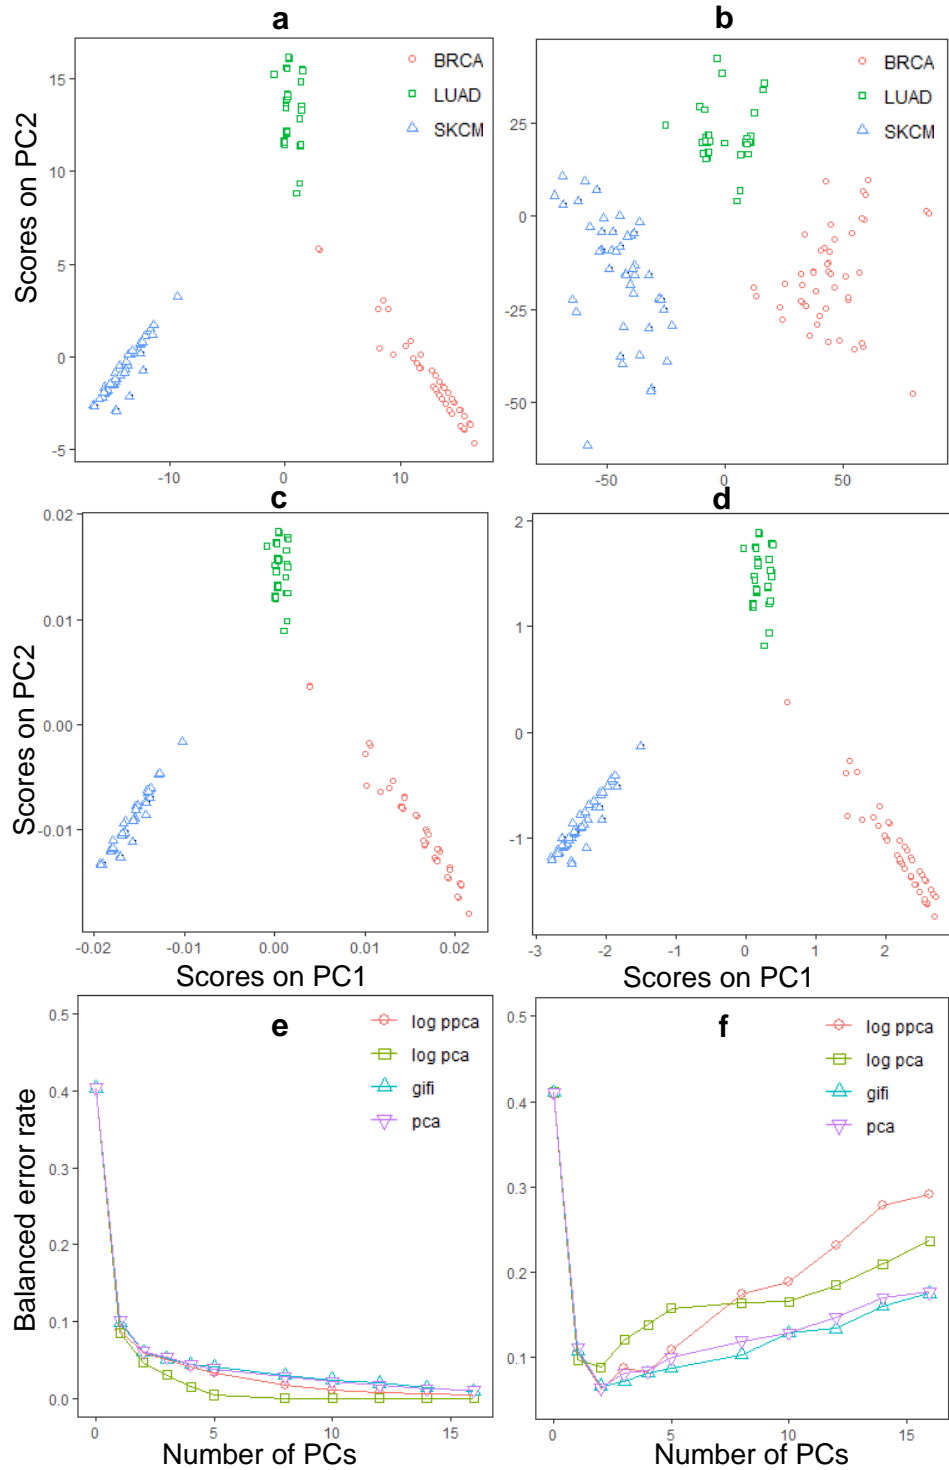 a
b
15
10
5
0
-5
-10
0
10
BRCA
LUAD
SKCM
Scores on PC2
25
0
-25
-50
-50
0
50
BRCA
LUAD
SKCM
c
d
0.02
0.01
0.00
-0.01
-0.02
-0.01
0.00
0.01
0.02
Scores on PC2
Scores on PC1
2
1
0
-1
-3
-2
-1
0
1
2
Scores on PC1
e
f
0.5
0.4
0.3
0.2
0.1
0.0
0
5
10
15
log ppca
log pca
gifi
pca
Balanced error rate
Number of PCs
0.5
0.4
0.3
0.2
0.1
0
5
10
15
log ppca
log pca
gifi
pca
Number of PCs